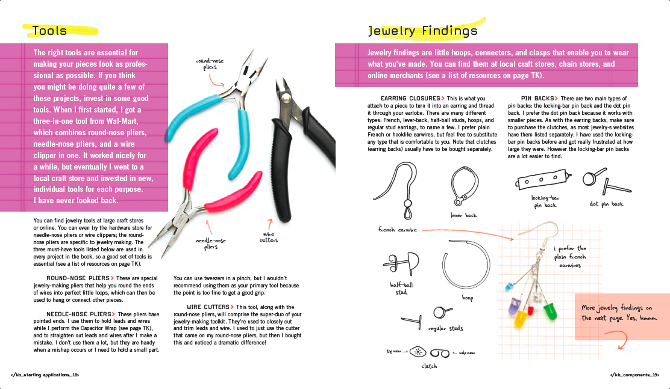 Tools
The right tools are essential for
making your pieces look as profes-
sional as possible. If you think
you might be doing quite a few of
these projects, invest in some good
tools. When I first started, I got a
three-in-one tool from Wal-Mart,
which combines round-nose pliers,
needle-nose pliers, and a wire
clipper in one. It worked nicely for
a while, but eventually I went to a
local craft store and invested in new,
individual tools for each purpose.
I have never looked back.
You can find jewelry tools at large craft stores
or online. You can even try the hardware store for
needle-nose pliers or wire clippers; the round-
nose pliers are specific to jewelry making. The
three must-have tools listed below are used in
every project in the book, so a good set of tools is
essential (see a list of resources on page TK).
ROUND-NOSE PLIERS> These are special
jewelry-making pliers that help you round the ends
of wires into perfect little loops, which can then be
used to hang or connect other pieces.
NEEDLE-NOSE PLIERS> These pliers have
pointed ends. I use them to hold leads and wires
while I perform the Capacitor Wrap (see page TK),
and to straighten out leads and wires after I make a
mistake. I don't use them a lot, but they are handy
when a mishap occurs or I need to hold a small part.
round-nose
pliers
needle-nose
pliers
wire
cutters
You can use tweezers in a pinch, but I wouldn't
recommend using them as your primary tool because
the point is too fine to get a good grip.
WIRE CUTTERS> This tool, along with the
round-nose pliers, will comprise the super-duo of your
jewelry-making toolkit. They're used to closely cut
and trim leads and wire. I used to just use the cutter
that came on my round-nose pliers, but then I bought
this and noticed a dramatic difference!
Jewelry Findings
Jewelry findings are little hoops, connectors, and clasps that enable you to wear
what you've made. You can find them at local craft stores, chain stores, and
online merchants (see a list of resources on page TK).
EARRING CLOSURES> This is what you
attach to a piece to turn it into an earring and thread
it through your earlobe. There are many different
types: French, lever-back, half-ball studs, hoops, and
regular stud earrings, to name a few. I prefer plain
French or hooklike earwires, but feel free to substitute
any type that is comfortable to you. Note that clutches
(earring backs) usually have to be bought separately.
PIN BACKS> There are two main types of
pin backs: the locking-bar pin back and the dot pin
back. I prefer the dot pin back because it works with
smaller pieces. As with the earring backs, make sure
to purchase the clutches, as most jewelry-s websites
have them listed separately. I have used the locking-
bar pin backs before and got really frustrated at how
large they were. However the locking-bar pin backs
are a lot easier to find.
french earwire
lever back
locking-bar
pin back
dot pin back
half-ball
stud
hoop
regular studs
clutch
I prefer the
plain french
earwires
More jewelry findings on
the next page. Yes, hmmm